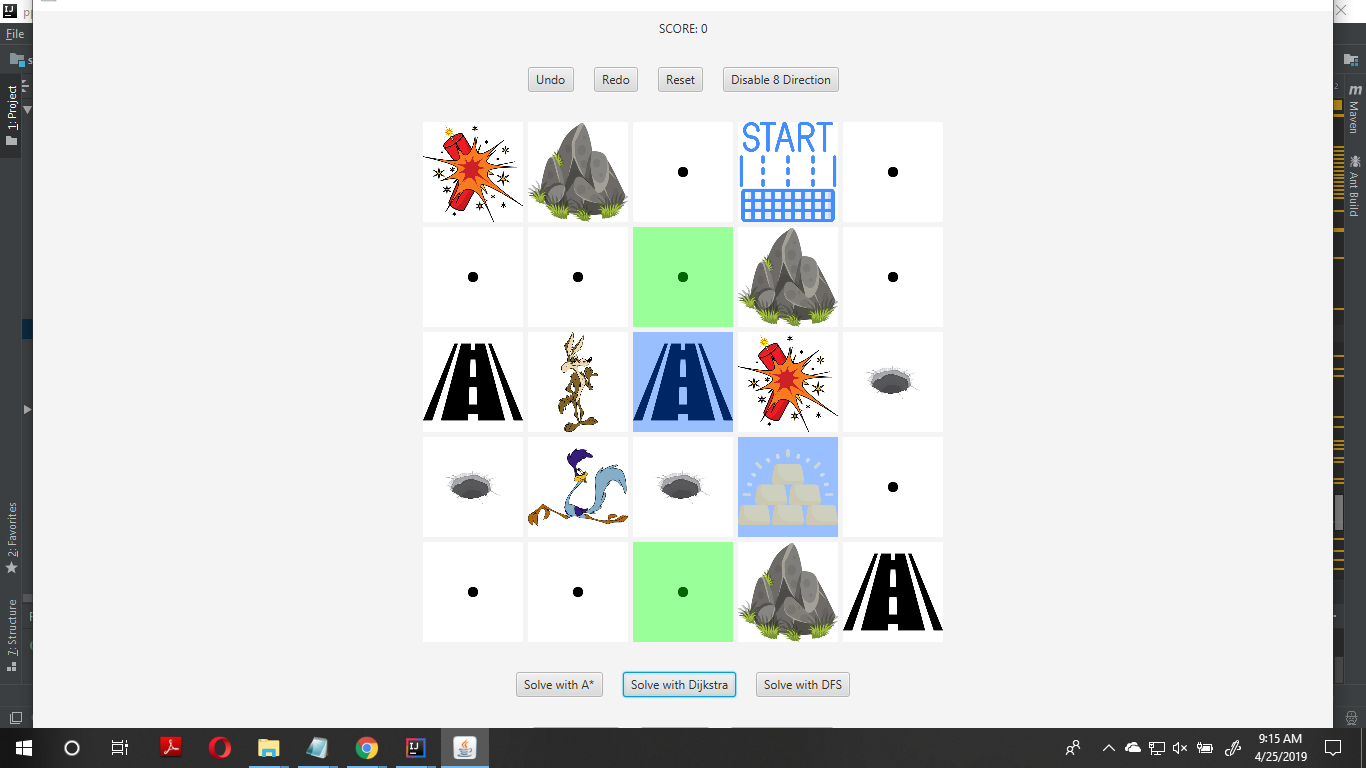 SCORE: 0
File
Undo
Redo
Reset
Disable 8 Direction
START
1: Project
2: Favorites
7: Structure
Maven
Ant Build
Solve with A*
Solve with Dijkstra
Solve with DFS
9:15 AM
4/25/2019